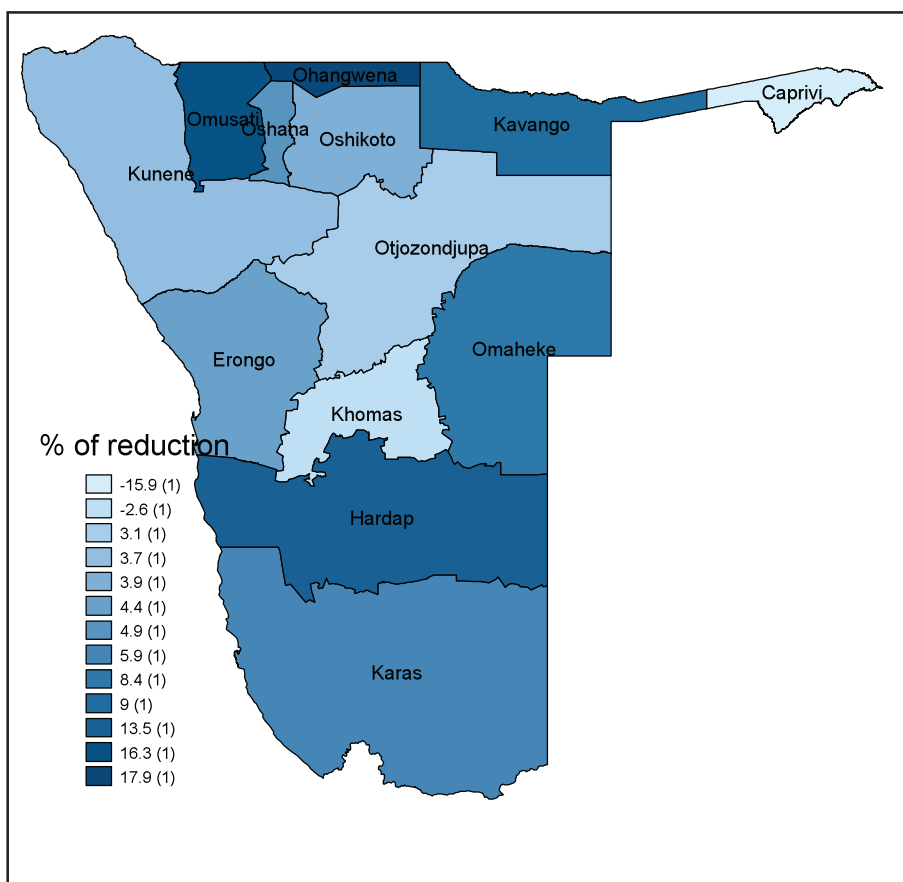 Ohangwena
Caprivi
Omusati
Oshana
Oshikoto
Kavango
Kunene
Otjozondjupa
Erongo
Omaheke
Khomas
% of reduction
-15.9 (1)
-2.6 (1)
3.1 (1)
3.7 (1)
3.9 (1)
4.4 (1)
4.9 (1)
5.9 (1)
8.4 (1)
9 (1)
13.5 (1)
16.3 (1)
17.9 (1)
Hardap
Karas